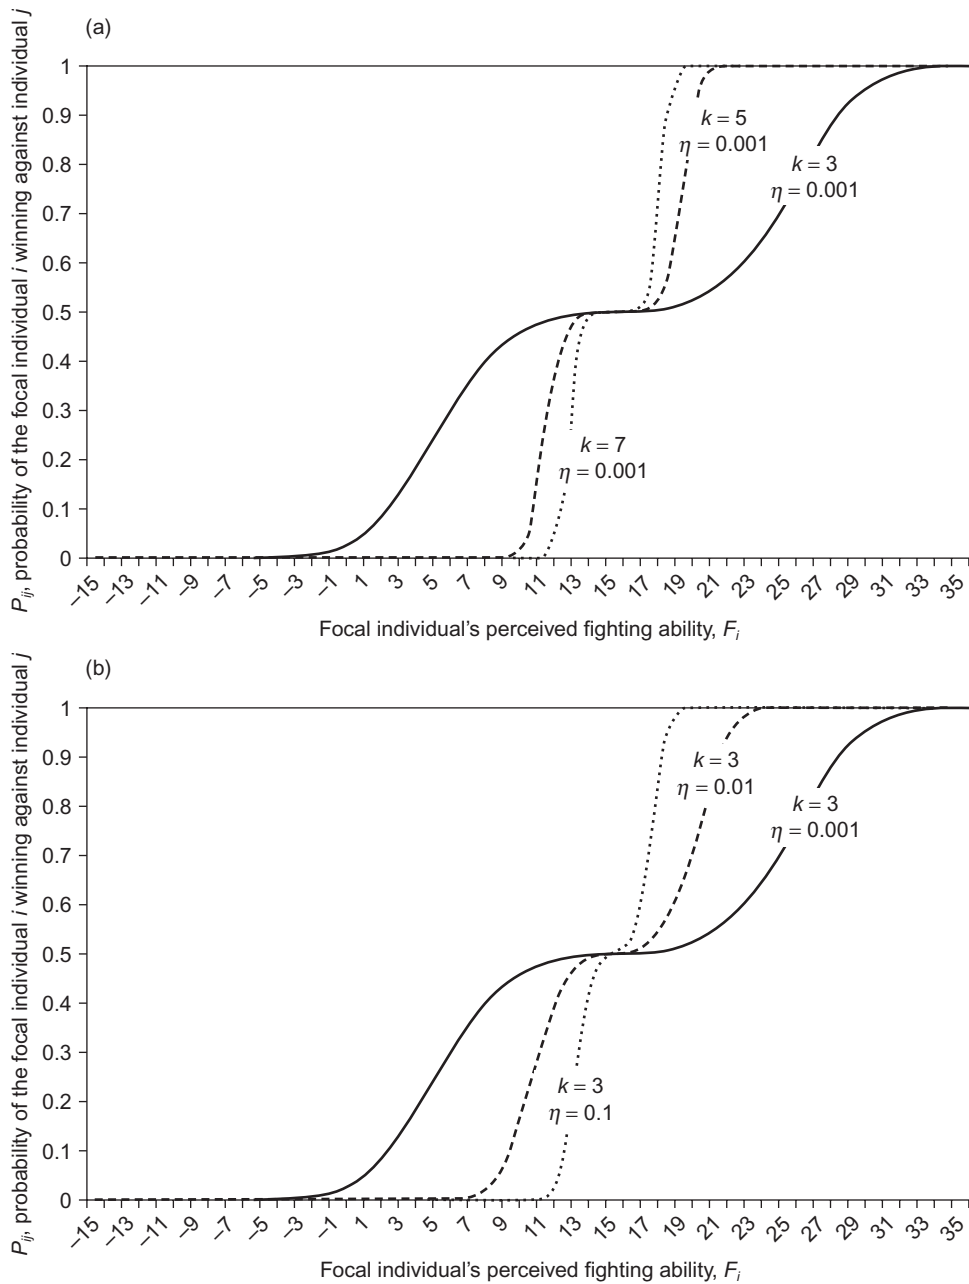 (a)
P_ij, probability of the focal individual i winning against individual j
1
0.9
0.8
0.7
0.6
0.5
0.4
0.3
0.2
0.1
0
k = 5
η = 0.001
k = 3
η = 0.001
k = 7
η = 0.001
–15 –13 –11 –9 –7 –5 –3 –1 1 3 5 7 9 11 13 15 17 19 21 23 25 27 29 31 33 35
Focal individual's perceived fighting ability, F_i
(b)
P_ij, probability of the focal individual i winning against individual j
1
0.9
0.8
0.7
0.6
0.5
0.4
0.3
0.2
0.1
0
k = 3
η = 0.01
k = 3
η = 0.001
k = 3
η = 0.1
–15 –13 –11 –9 –7 –5 –3 –1 1 3 5 7 9 11 13 15 17 19 21 23 25 27 29 31 33 35
Focal individual's perceived fighting ability, F_i